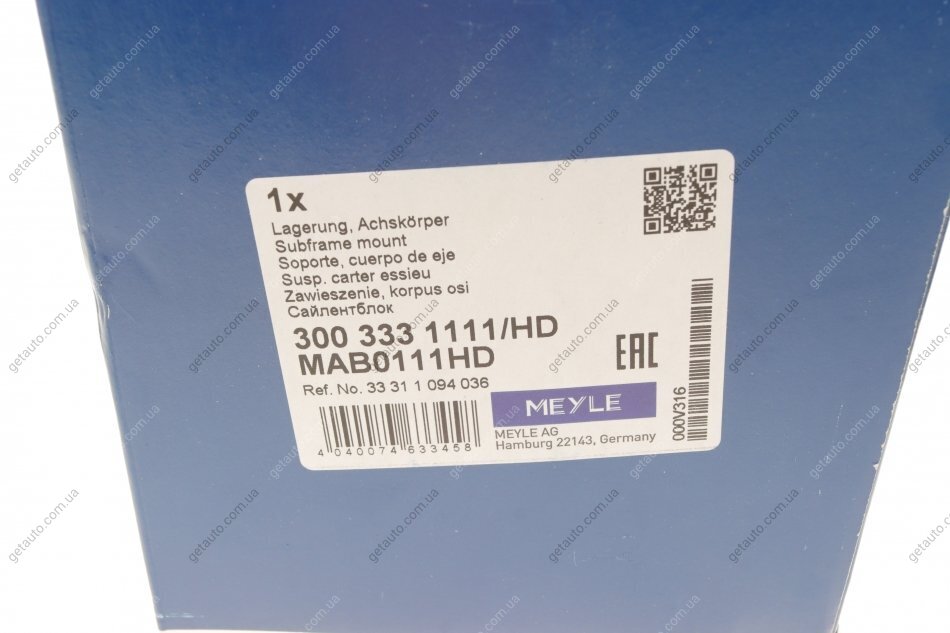 1x
Lagerung, Achskörper
Subframe mount
Soporte, cuerpo de eje
Susp. carter essieu
Zawieszenie, korpus osi
Сайлентблок
300 333 1111/HD
MAB0111HD
EAC
Ref. No. 33 31 1 094 036
MEYLE
MEYLE AG
Hamburg 22143, Germany
4 040074 633458
000V316
getauto.com.ua